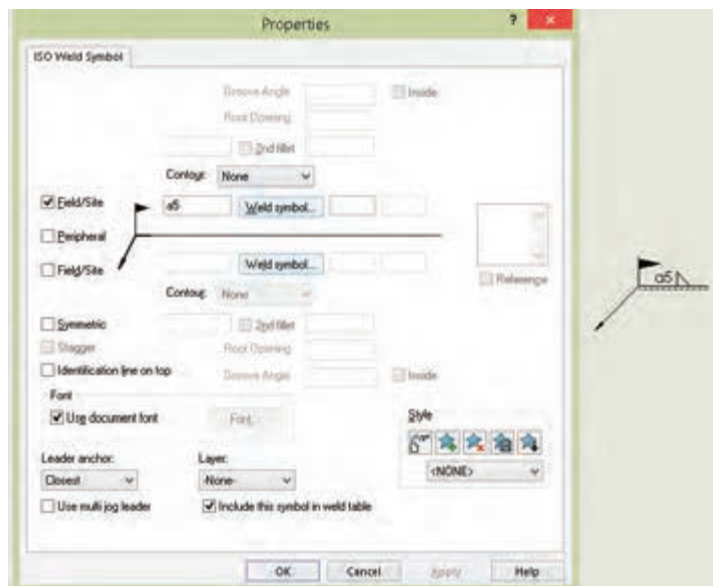 Properties ?
ISO Weld Symbol
Groove Angle Inside
Root Opening
2nd fillet
Contour: None
Field/Site a5 Weld symbol...
Peripheral
Field/Site Weld symbol...
Reference
Contour: None
a5
Symmetric 2nd fillet
Stagger Root Opening
Identification line on top Groove Angle Inside
Font
Use document font Font...
Style
<NONE>
Leader anchor: Layer:
Closest -None-
Use multi jog leader Include this symbol in weld table
OK Cancel Apply Help